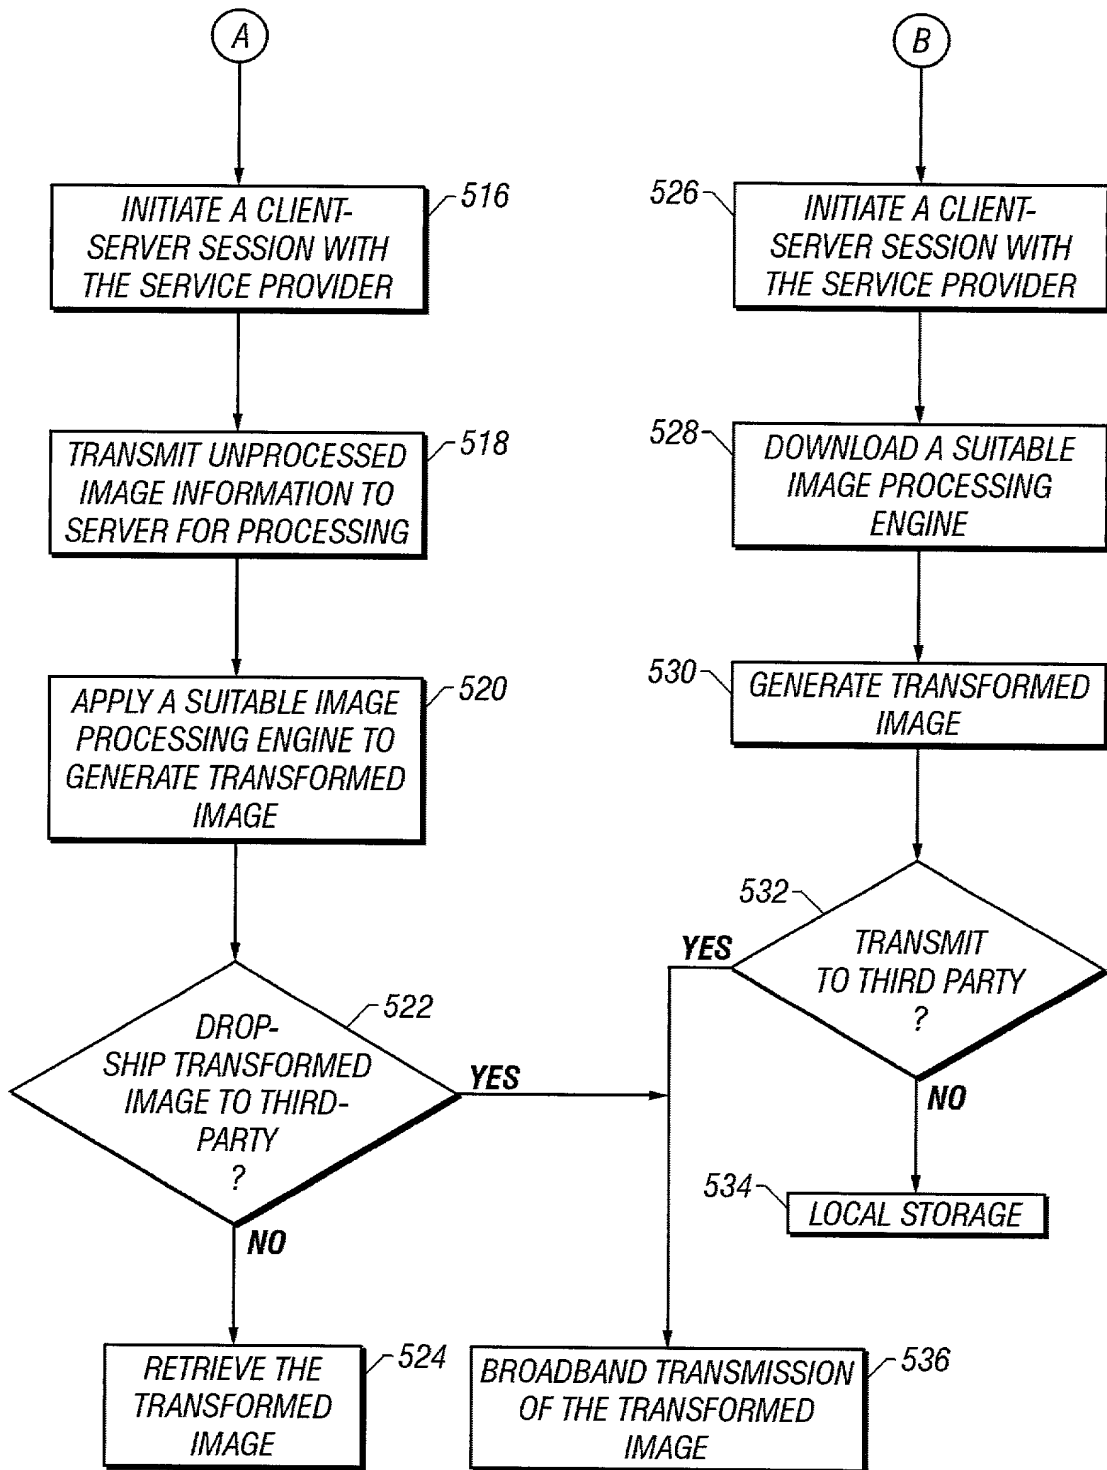 A
INITIATE A CLIENT-
SERVER SESSION WITH
THE SERVICE PROVIDER
516
TRANSMIT UNPROCESSED
IMAGE INFORMATION TO
SERVER FOR PROCESSING
518
APPLY A SUITABLE IMAGE
PROCESSING ENGINE TO
GENERATE TRANSFORMED
IMAGE
520
DROP-
SHIP TRANSFORMED
IMAGE TO THIRD-
PARTY
?
522
YES
NO
RETRIEVE THE
TRANSFORMED
IMAGE
524
B
526
INITIATE A CLIENT-
SERVER SESSION WITH
THE SERVICE PROVIDER
528
DOWNLOAD A SUITABLE
IMAGE PROCESSING
ENGINE
530
GENERATE TRANSFORMED
IMAGE
532
TRANSMIT
TO THIRD PARTY
?
YES
NO
534
LOCAL STORAGE
BROADBAND TRANSMISSION
OF THE TRANSFORMED
IMAGE
536